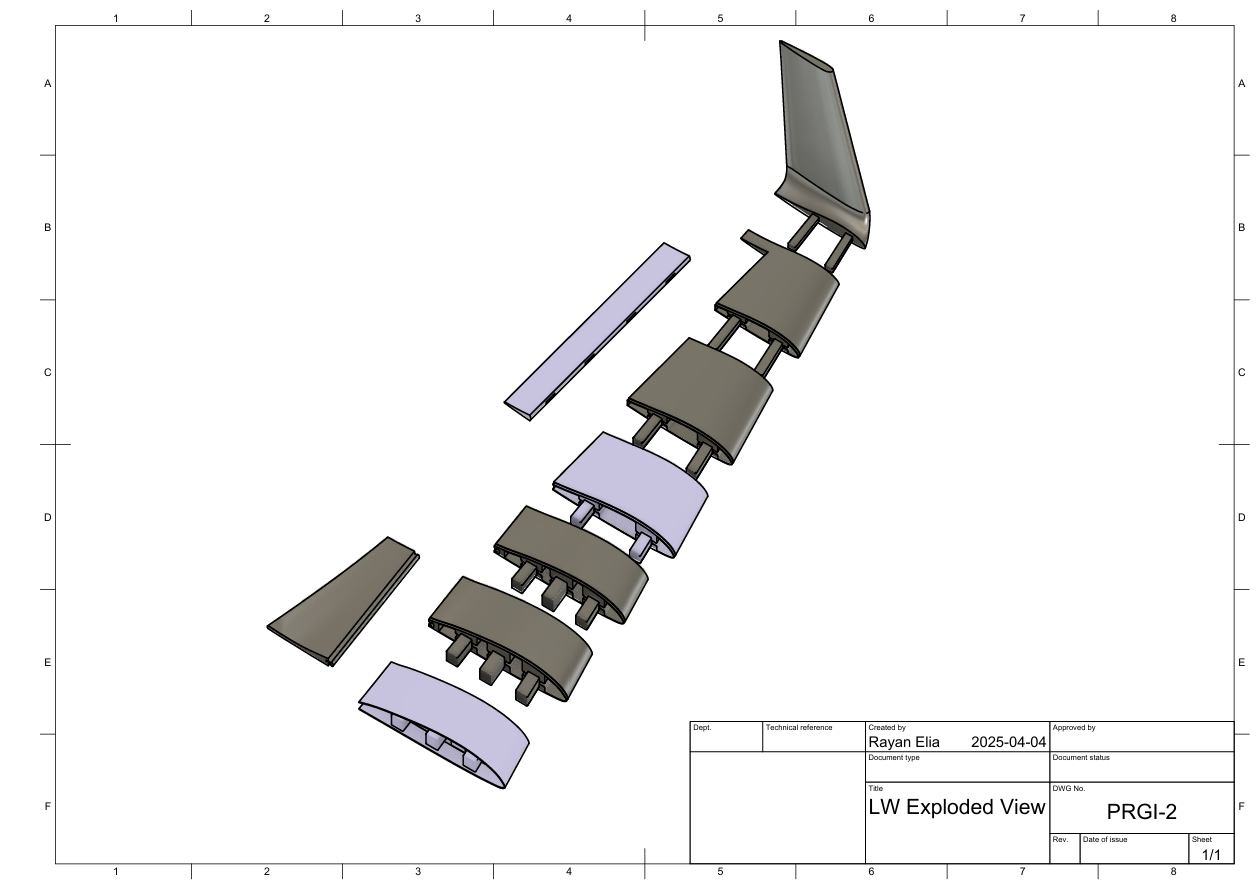 1 2 3 4 5 6 7 8
A A
B B
C C
D D
E E
Dept. Technical reference Created by Approved by
Rayan Elia 2025-04-04
Document type Document status
Title DWG No.
LW Exploded View PRGI-2
F F
Rev. Date of issue Sheet
1/1
1 2 3 4 5 6 7 8